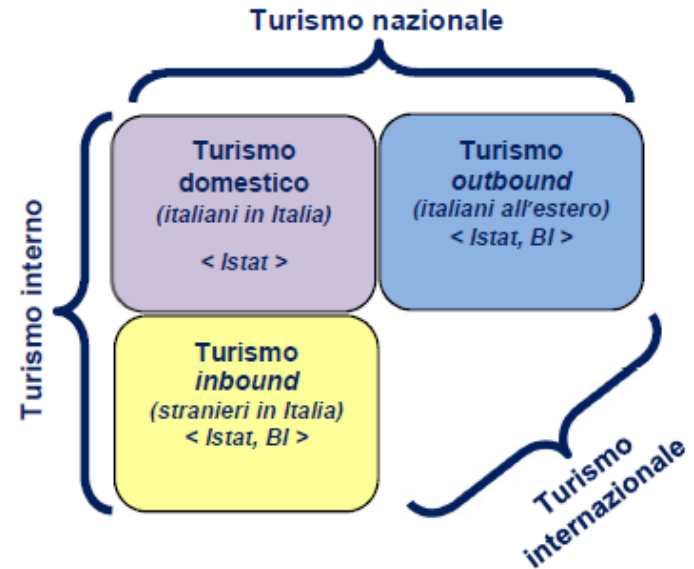 Turismo nazionale
Turismo interno
Turismo
domestico
(italiani in Italia)
< Istat >
Turismo
outbound
(italiani all'estero)
< Istat, BI >
Turismo
inbound
(stranieri in Italia)
< Istat, BI >
Turismo
internazionale